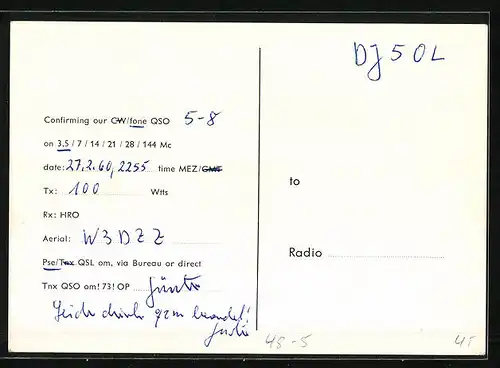 DJ5OL
Confirming our CW/fone QSO 5-8
on 3,5 / 7 / 14 / 21 / 28 / 144 Mc
date: 27.2.60, 2255 time MEZ/GMT
Tx: 100 Wtts
Rx: HRO
Aerial: W3DZZ
Pse/Tnx QSL om, via Bureau or direct
Tnx QSO om! 73! OP Günter
to
Radio
48-5